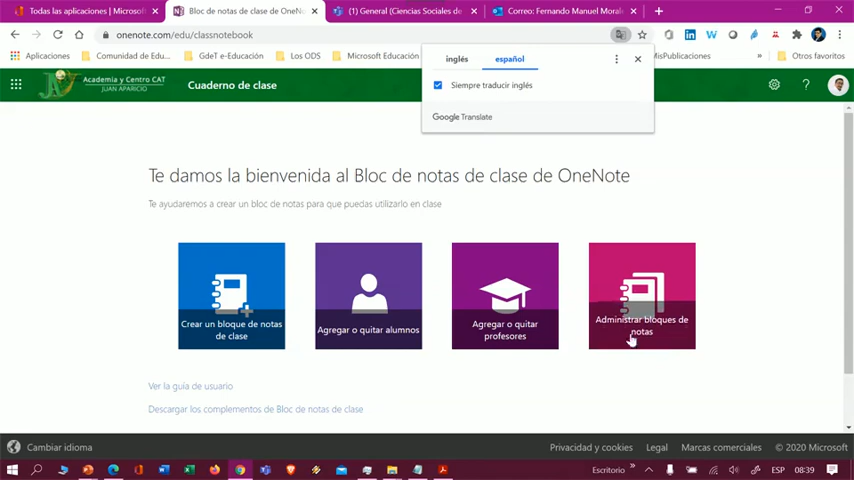 Todas las aplicaciones | Microsof
Bloc de notas de clase de OneNo
(1) General (Ciencias Sociales de
Correo: Fernando Manuel Morale
onenote.com/edu/classnotebook
Aplicaciones
Comunidad de Edu...
GdeT e-Educación
Los ODS
Microsoft Educación
MisPublicaciones
Otros favoritos
inglés
español
Siempre traducir inglés
Google Translate
Academia y Centro CAT
JUAN APARICIO
Cuaderno de clase
Te damos la bienvenida al Bloc de notas de clase de OneNote
Te ayudaremos a crear un bloc de notas para que puedas utilizarlo en clase
Crear un bloque de notas
de clase
Agregar o quitar alumnos
Agregar o quitar
profesores
Administrar bloques de
notas
Ver la guía de usuario
Descargar los complementos de Bloc de notas de clase
Cambiar idioma
Privacidad y cookies
Legal
Marcas comerciales
© 2020 Microsoft
Escritorio
ESP
08:39